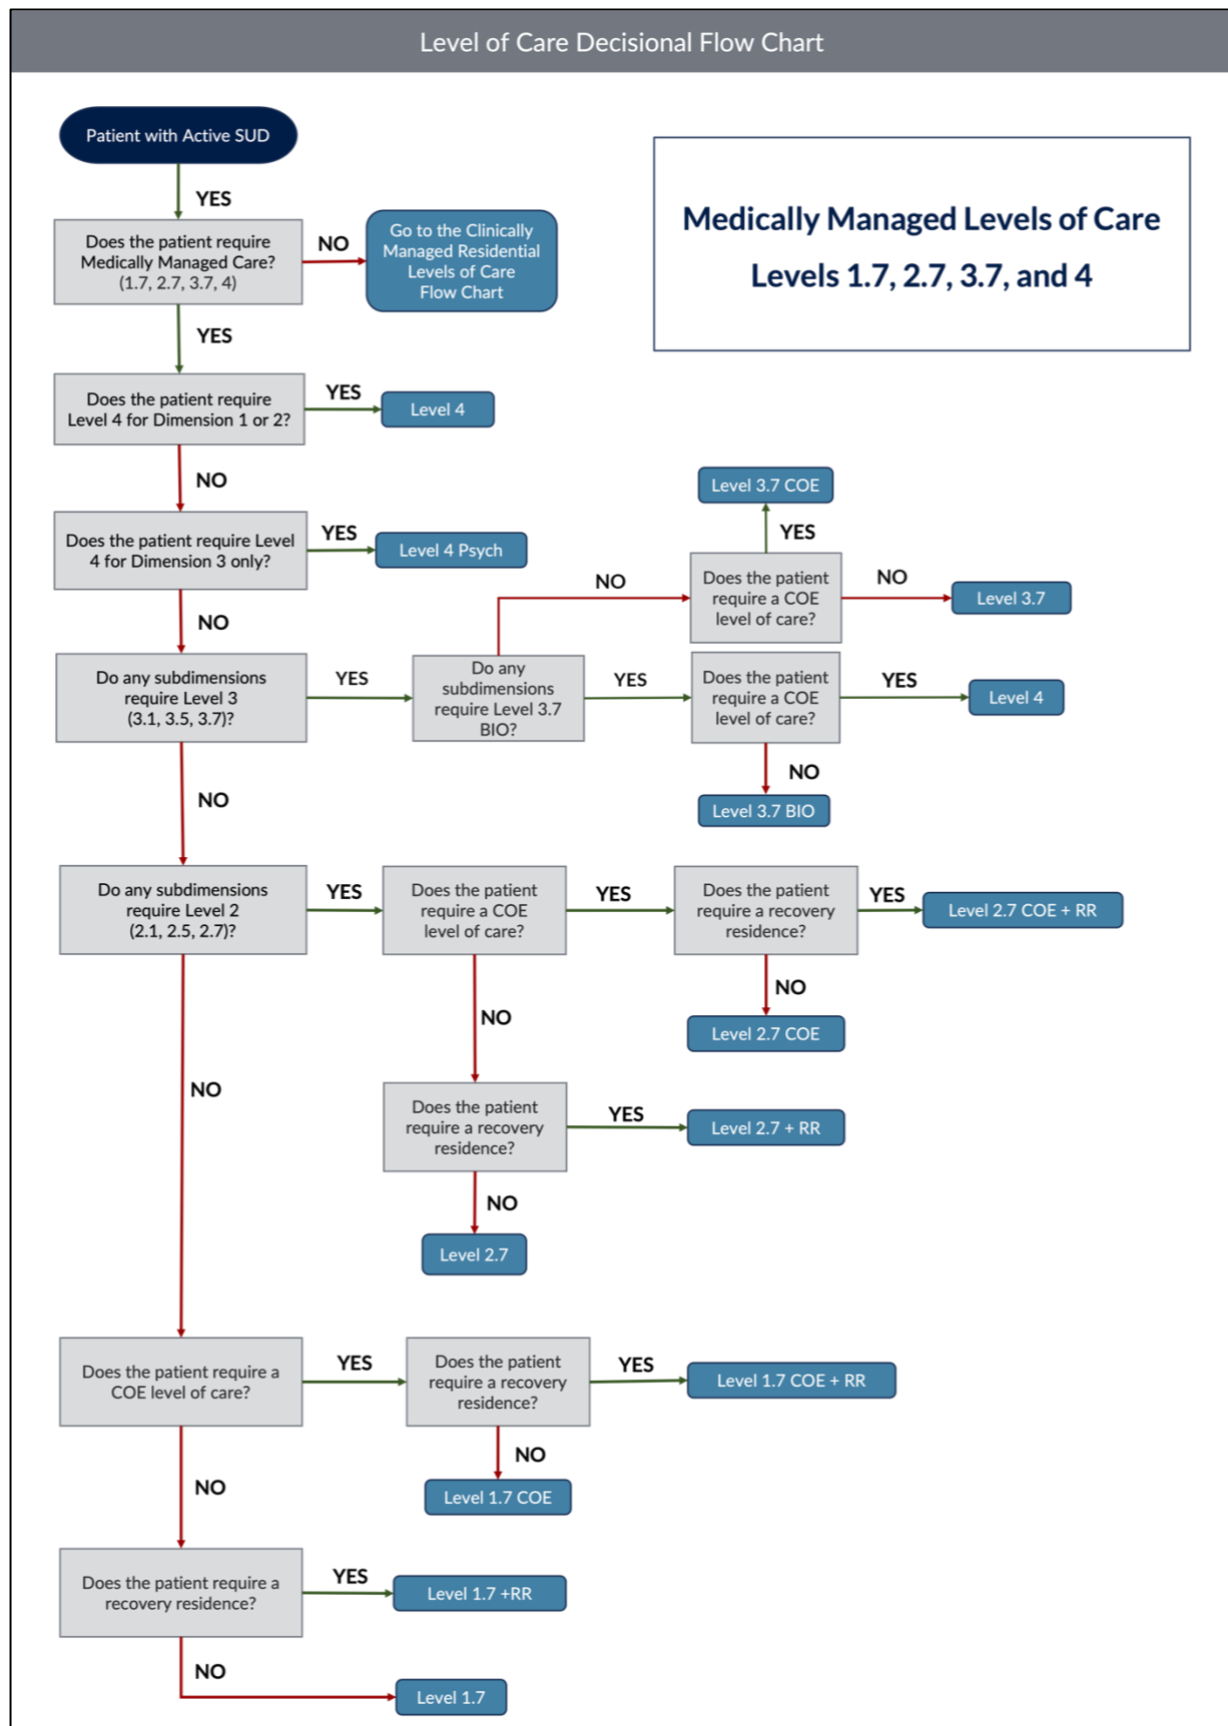 Level of Care Decisional Flow Chart
Patient with Active SUD
Medically Managed Levels of Care
Levels 1.7, 2.7, 3.7, and 4
YES
Does the patient require
Medically Managed Care?
(1.7, 2.7, 3.7, 4)
NO
Go to the Clinically
Managed Residential
Levels of Care
Flow Chart
YES
Does the patient require
Level 4 for Dimension 1 or 2?
YES
Level 4
NO
Does the patient require Level
4 for Dimension 3 only?
YES
Level 4 Psych
NO
Do any subdimensions
require Level 3
(3.1, 3.5, 3.7)?
YES
Do any
subdimensions
require Level 3.7
BIO?
NO
Does the patient
require a COE
level of care?
YES
Level 3.7 COE
NO
Level 3.7
YES
Does the patient
require a COE
level of care?
YES
Level 4
NO
Level 3.7 BIO
NO
Do any subdimensions
require Level 2
(2.1, 2.5, 2.7)?
YES
Does the patient
require a COE
level of care?
YES
Does the patient
require a recovery
residence?
YES
Level 2.7 COE + RR
NO
Level 2.7 COE
NO
Does the patient
require a recovery
residence?
YES
Level 2.7 + RR
NO
Level 2.7
NO
Does the patient require a
COE level of care?
YES
Does the patient
require a recovery
residence?
YES
Level 1.7 COE + RR
NO
Level 1.7 COE
NO
Does the patient require a
recovery residence?
YES
Level 1.7 +RR
NO
Level 1.7